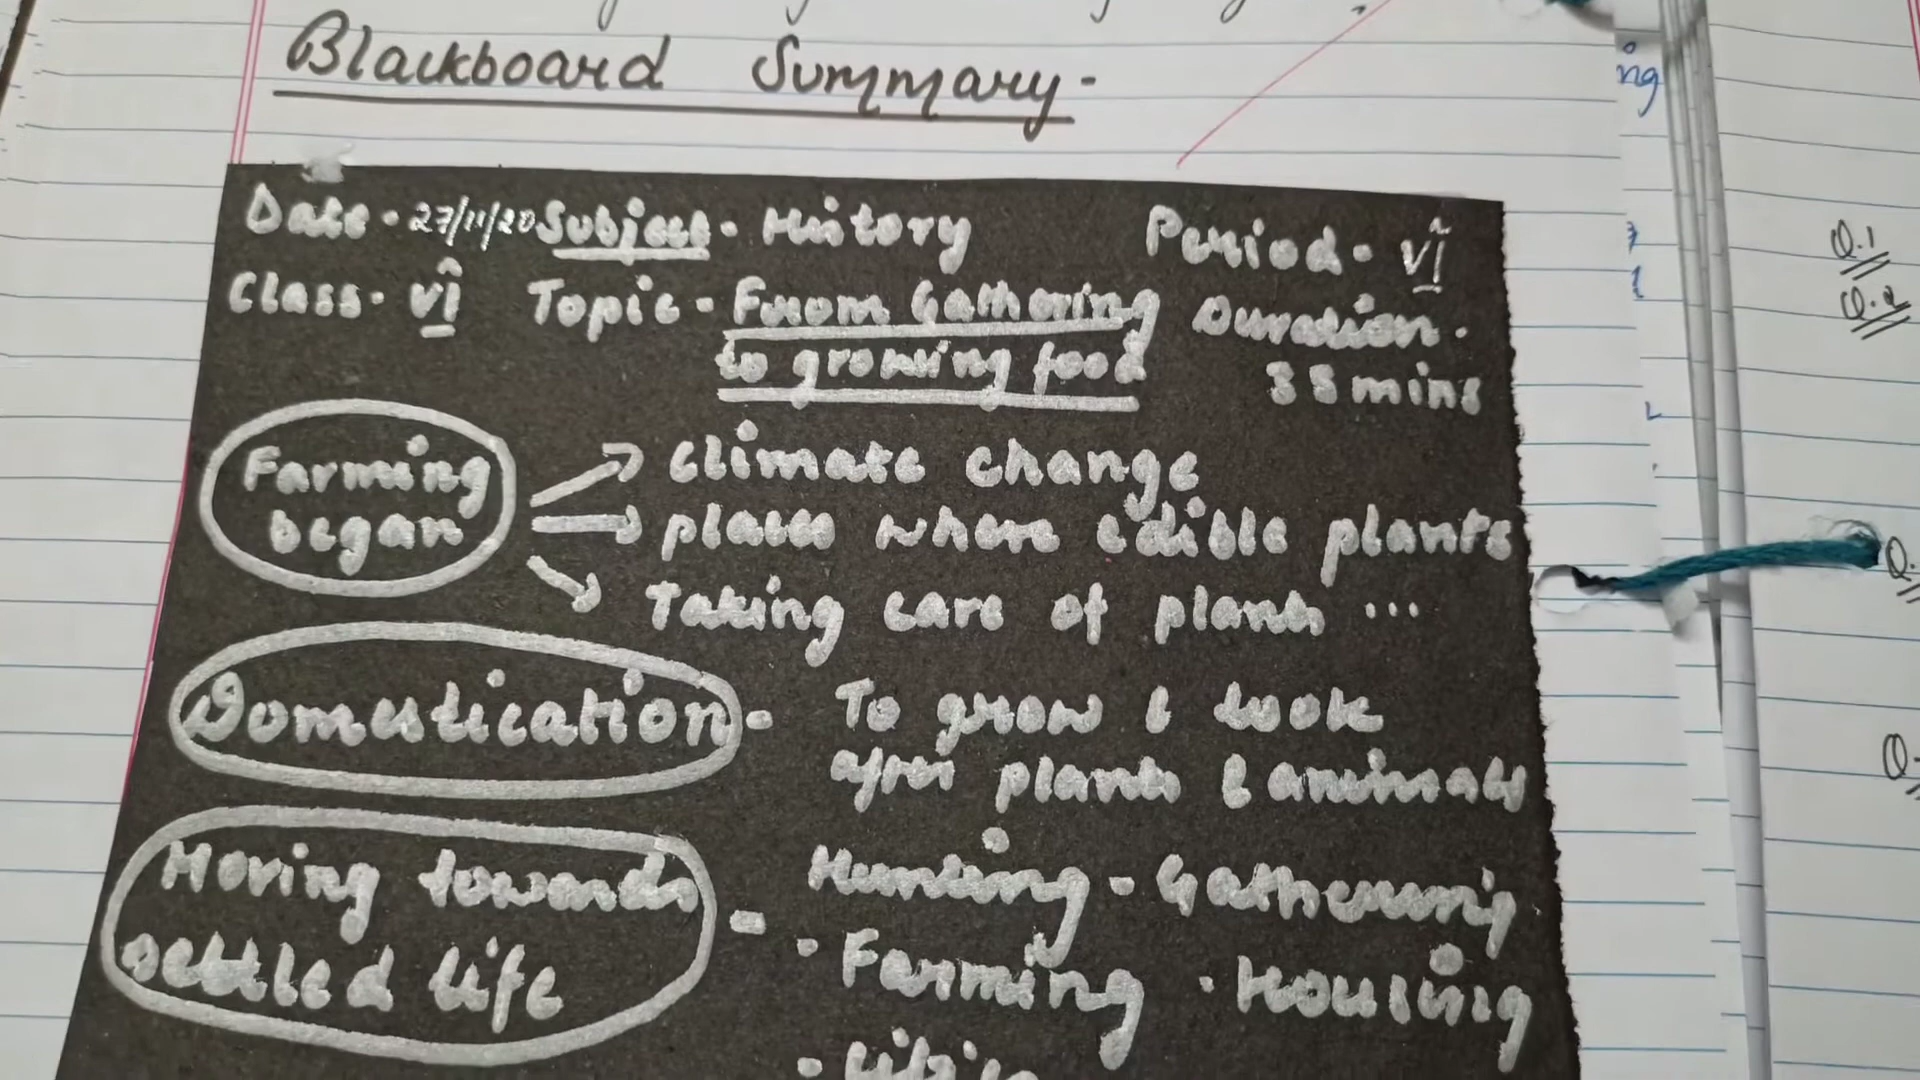 Blackboard Summary-
Date - 27/11/20 Subject - History Period - VI
Class - VI Topic - From Gathering Duration -
to growing food 35 mins
Farming began → climate change
→ places where edible plants
→ Taking care of plants ...
Domestication - To grow & look
after plants & animals
Moving towards settled life - Hunting - Gathering
• Farming • Housing
Q.1
Q.2